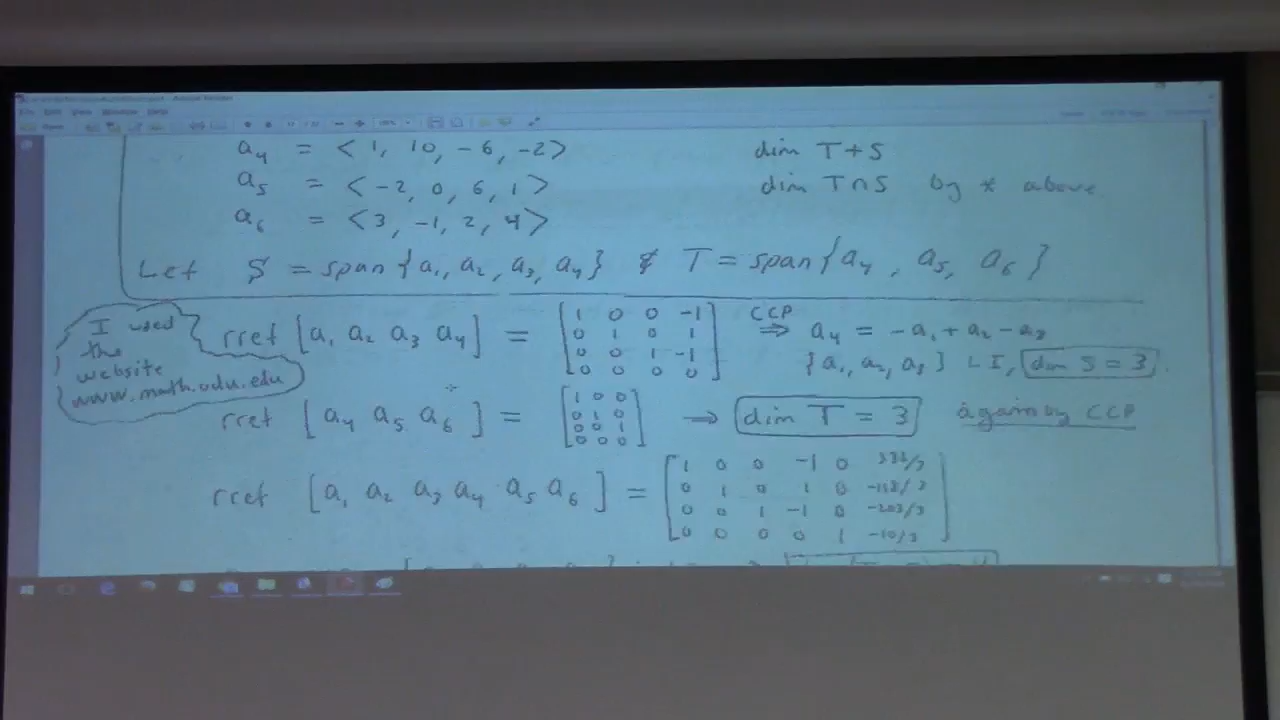 a₄ = < 1, 10, -6, -2>
dim T+S
a₅ = < -2, 0, 6, 1>
dim T∩S by * above
a₆ = < 3, -1, 2, 4>
Let S = span{a₁, a₂, a₃, a₄} & T = span{a₄, a₅, a₆}
I used
the
website
www.math.odu.edu
rref [a₁ a₂ a₃ a₄] =
1 0 0 -1
0 1 0 1
0 0 1 -1
0 0 0 0
CCP
⇒ a₄ = -a₁ + a₂ - a₃
{a₁, a₂, a₃} LI, dim S = 3.
rref [a₄ a₅ a₆] =
1 0 0
0 1 0
0 0 1
0 0 0
→ dim T = 3
again by CCP
rref [a₁ a₂ a₃ a₄ a₅ a₆] =
1 0 0 -1 0
0 1 0 1 0
0 0 1 -1 0 -203/3
0 0 0 0 1 -10/3